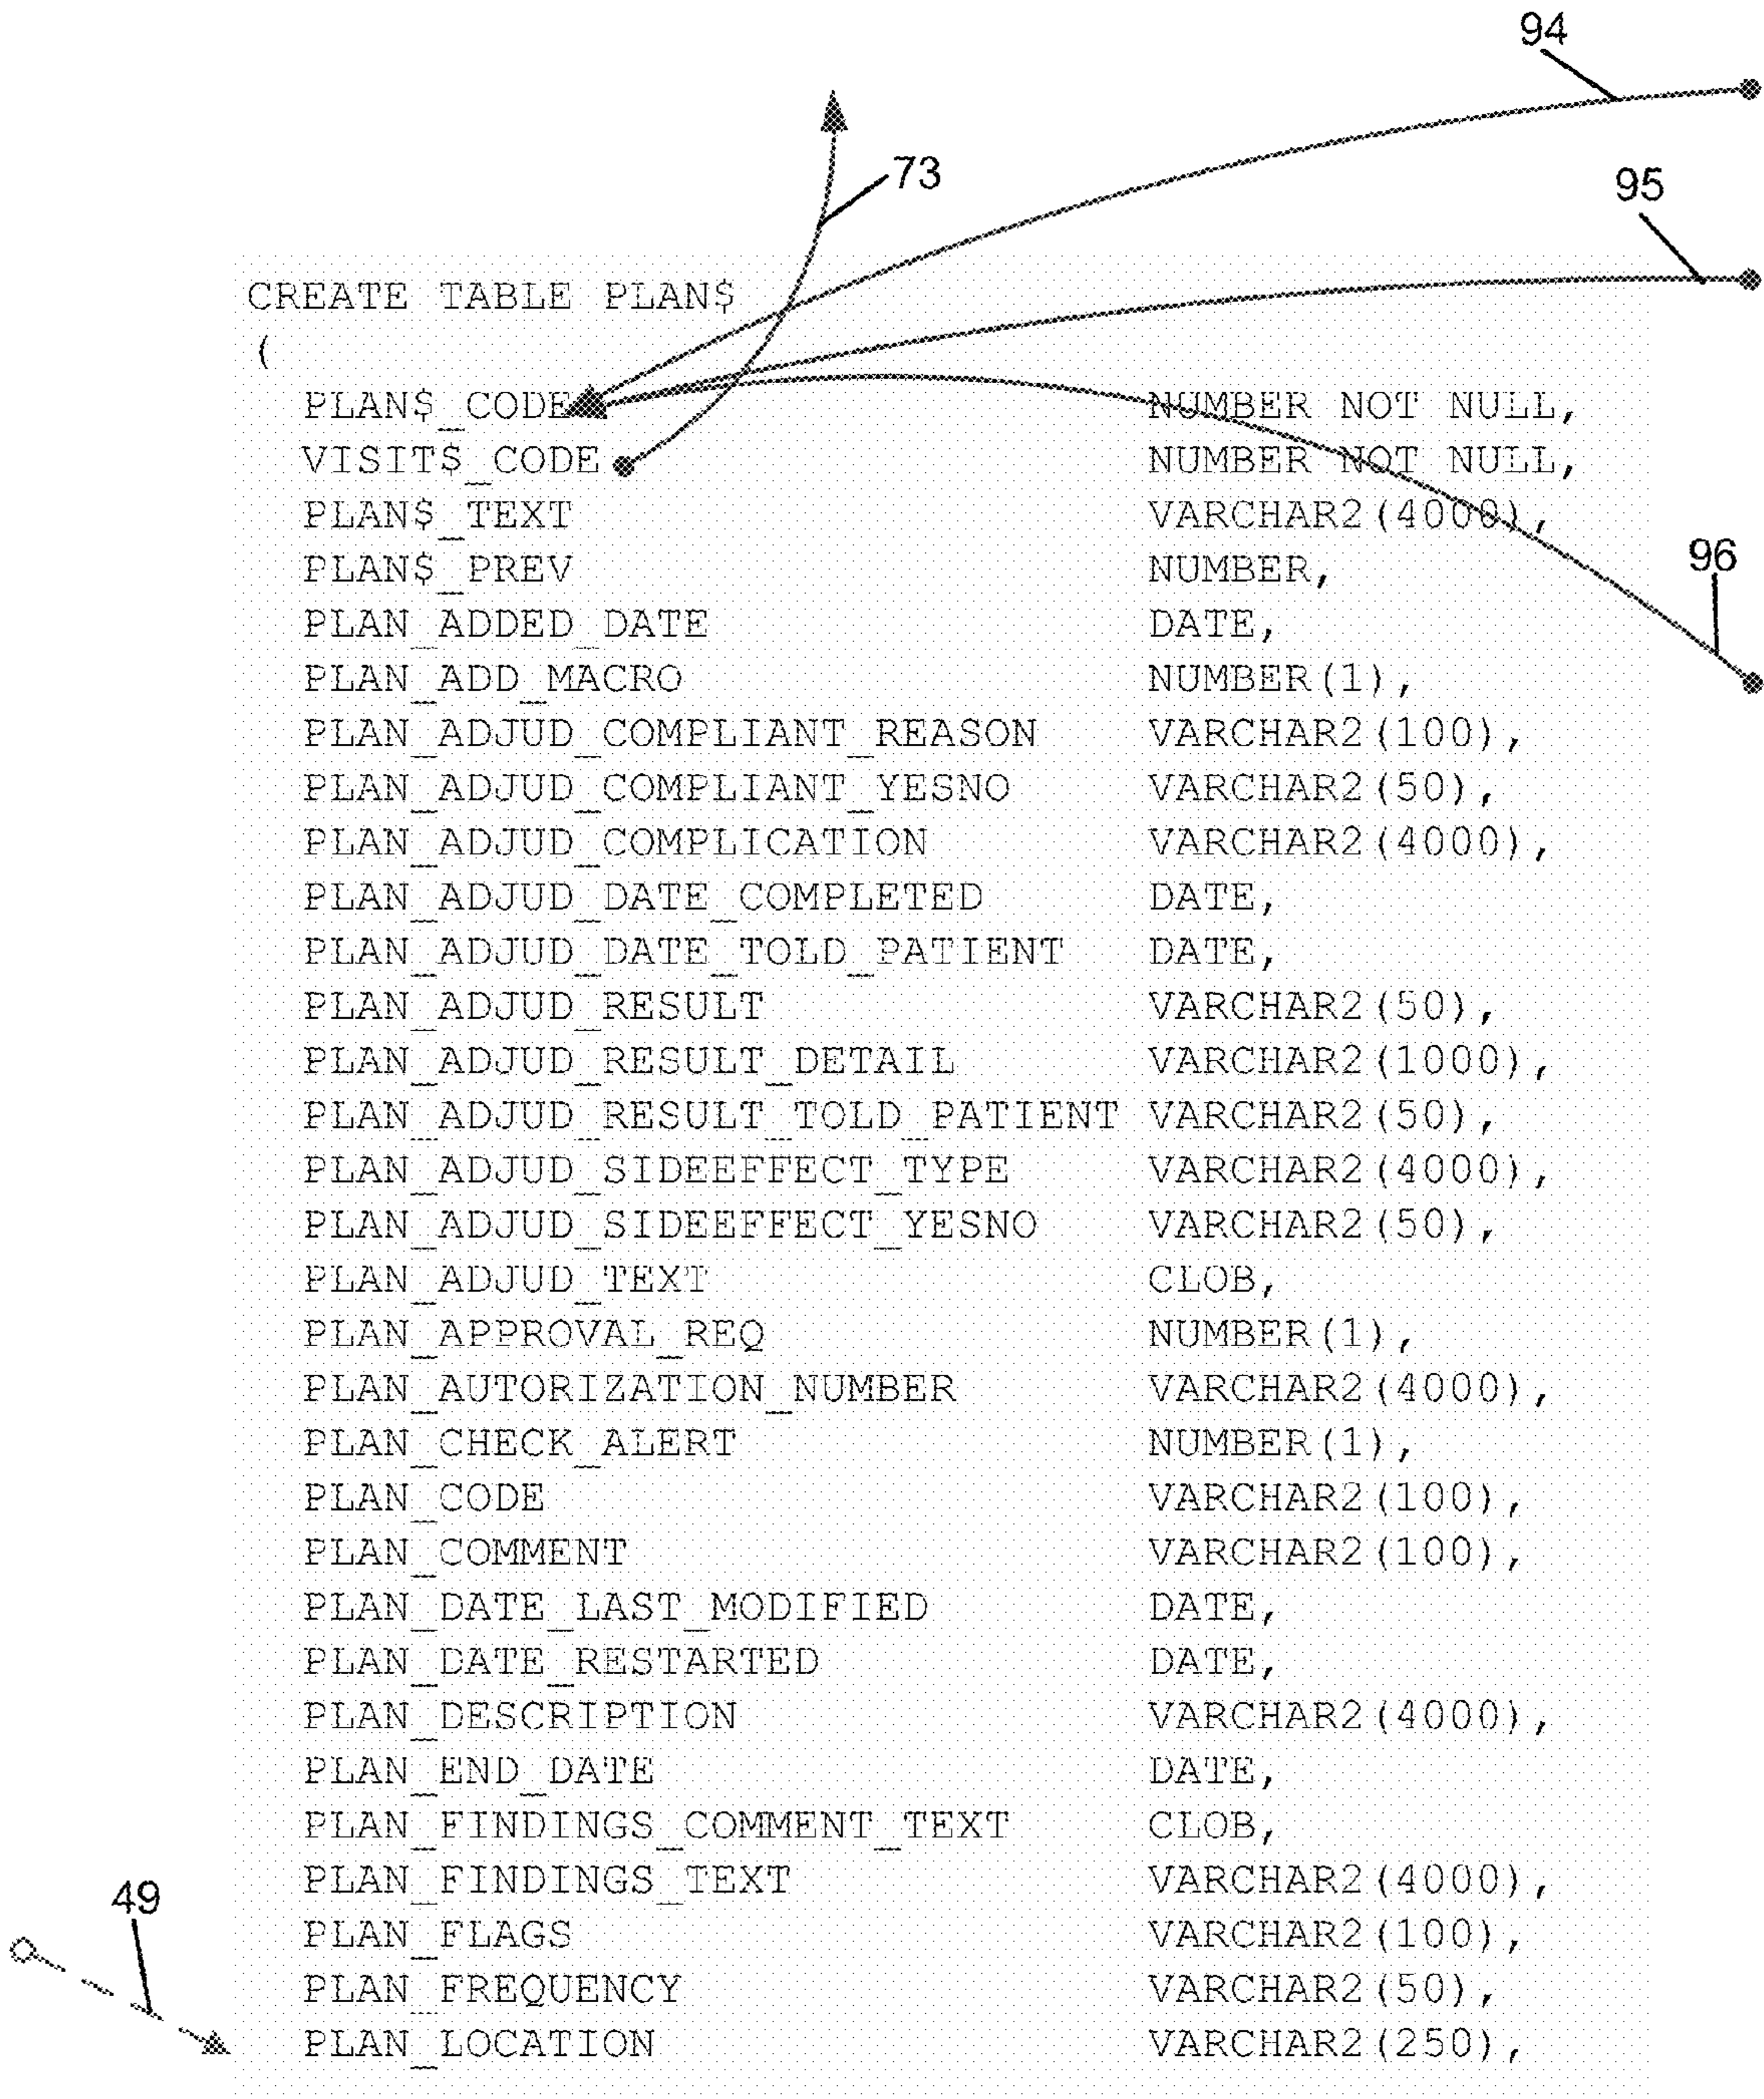 94
73
95
CREATE TABLE PLAN$
(
PLAN$_CODE NUMBER NOT NULL,
VISIT$_CODE NUMBER NOT NULL,
PLAN$_TEXT VARCHAR2(4000),
PLAN$_PREV NUMBER,
96
PLAN_ADDED_DATE DATE,
PLAN_ADD_MACRO NUMBER(1),
PLAN_ADJUD_COMPLIANT_REASON VARCHAR2(100),
PLAN_ADJUD_COMPLIANT_YESNO VARCHAR2(50),
PLAN_ADJUD_COMPLICATION VARCHAR2(4000),
PLAN_ADJUD_DATE_COMPLETED DATE,
PLAN_ADJUD_DATE_TOLD_PATIENT DATE,
PLAN_ADJUD_RESULT VARCHAR2(50),
PLAN_ADJUD_RESULT_DETAIL VARCHAR2(1000),
PLAN_ADJUD_RESULT_TOLD_PATIENT VARCHAR2(50),
PLAN_ADJUD_SIDEEFFECT_TYPE VARCHAR2(4000),
PLAN_ADJUD_SIDEEFFECT_YESNO VARCHAR2(50),
PLAN_ADJUD_TEXT CLOB,
PLAN_APPROVAL_REQ NUMBER(1),
PLAN_AUTORIZATION_NUMBER VARCHAR2(4000),
PLAN_CHECK_ALERT NUMBER(1),
PLAN_CODE VARCHAR2(100),
PLAN_COMMENT VARCHAR2(100),
PLAN_DATE_LAST_MODIFIED DATE,
PLAN_DATE_RESTARTED DATE,
PLAN_DESCRIPTION VARCHAR2(4000),
PLAN_END_DATE DATE,
PLAN_FINDINGS_COMMENT_TEXT CLOB,
PLAN_FINDINGS_TEXT VARCHAR2(4000),
49
PLAN_FLAGS VARCHAR2(100),
PLAN_FREQUENCY VARCHAR2(50),
PLAN_LOCATION VARCHAR2(250),